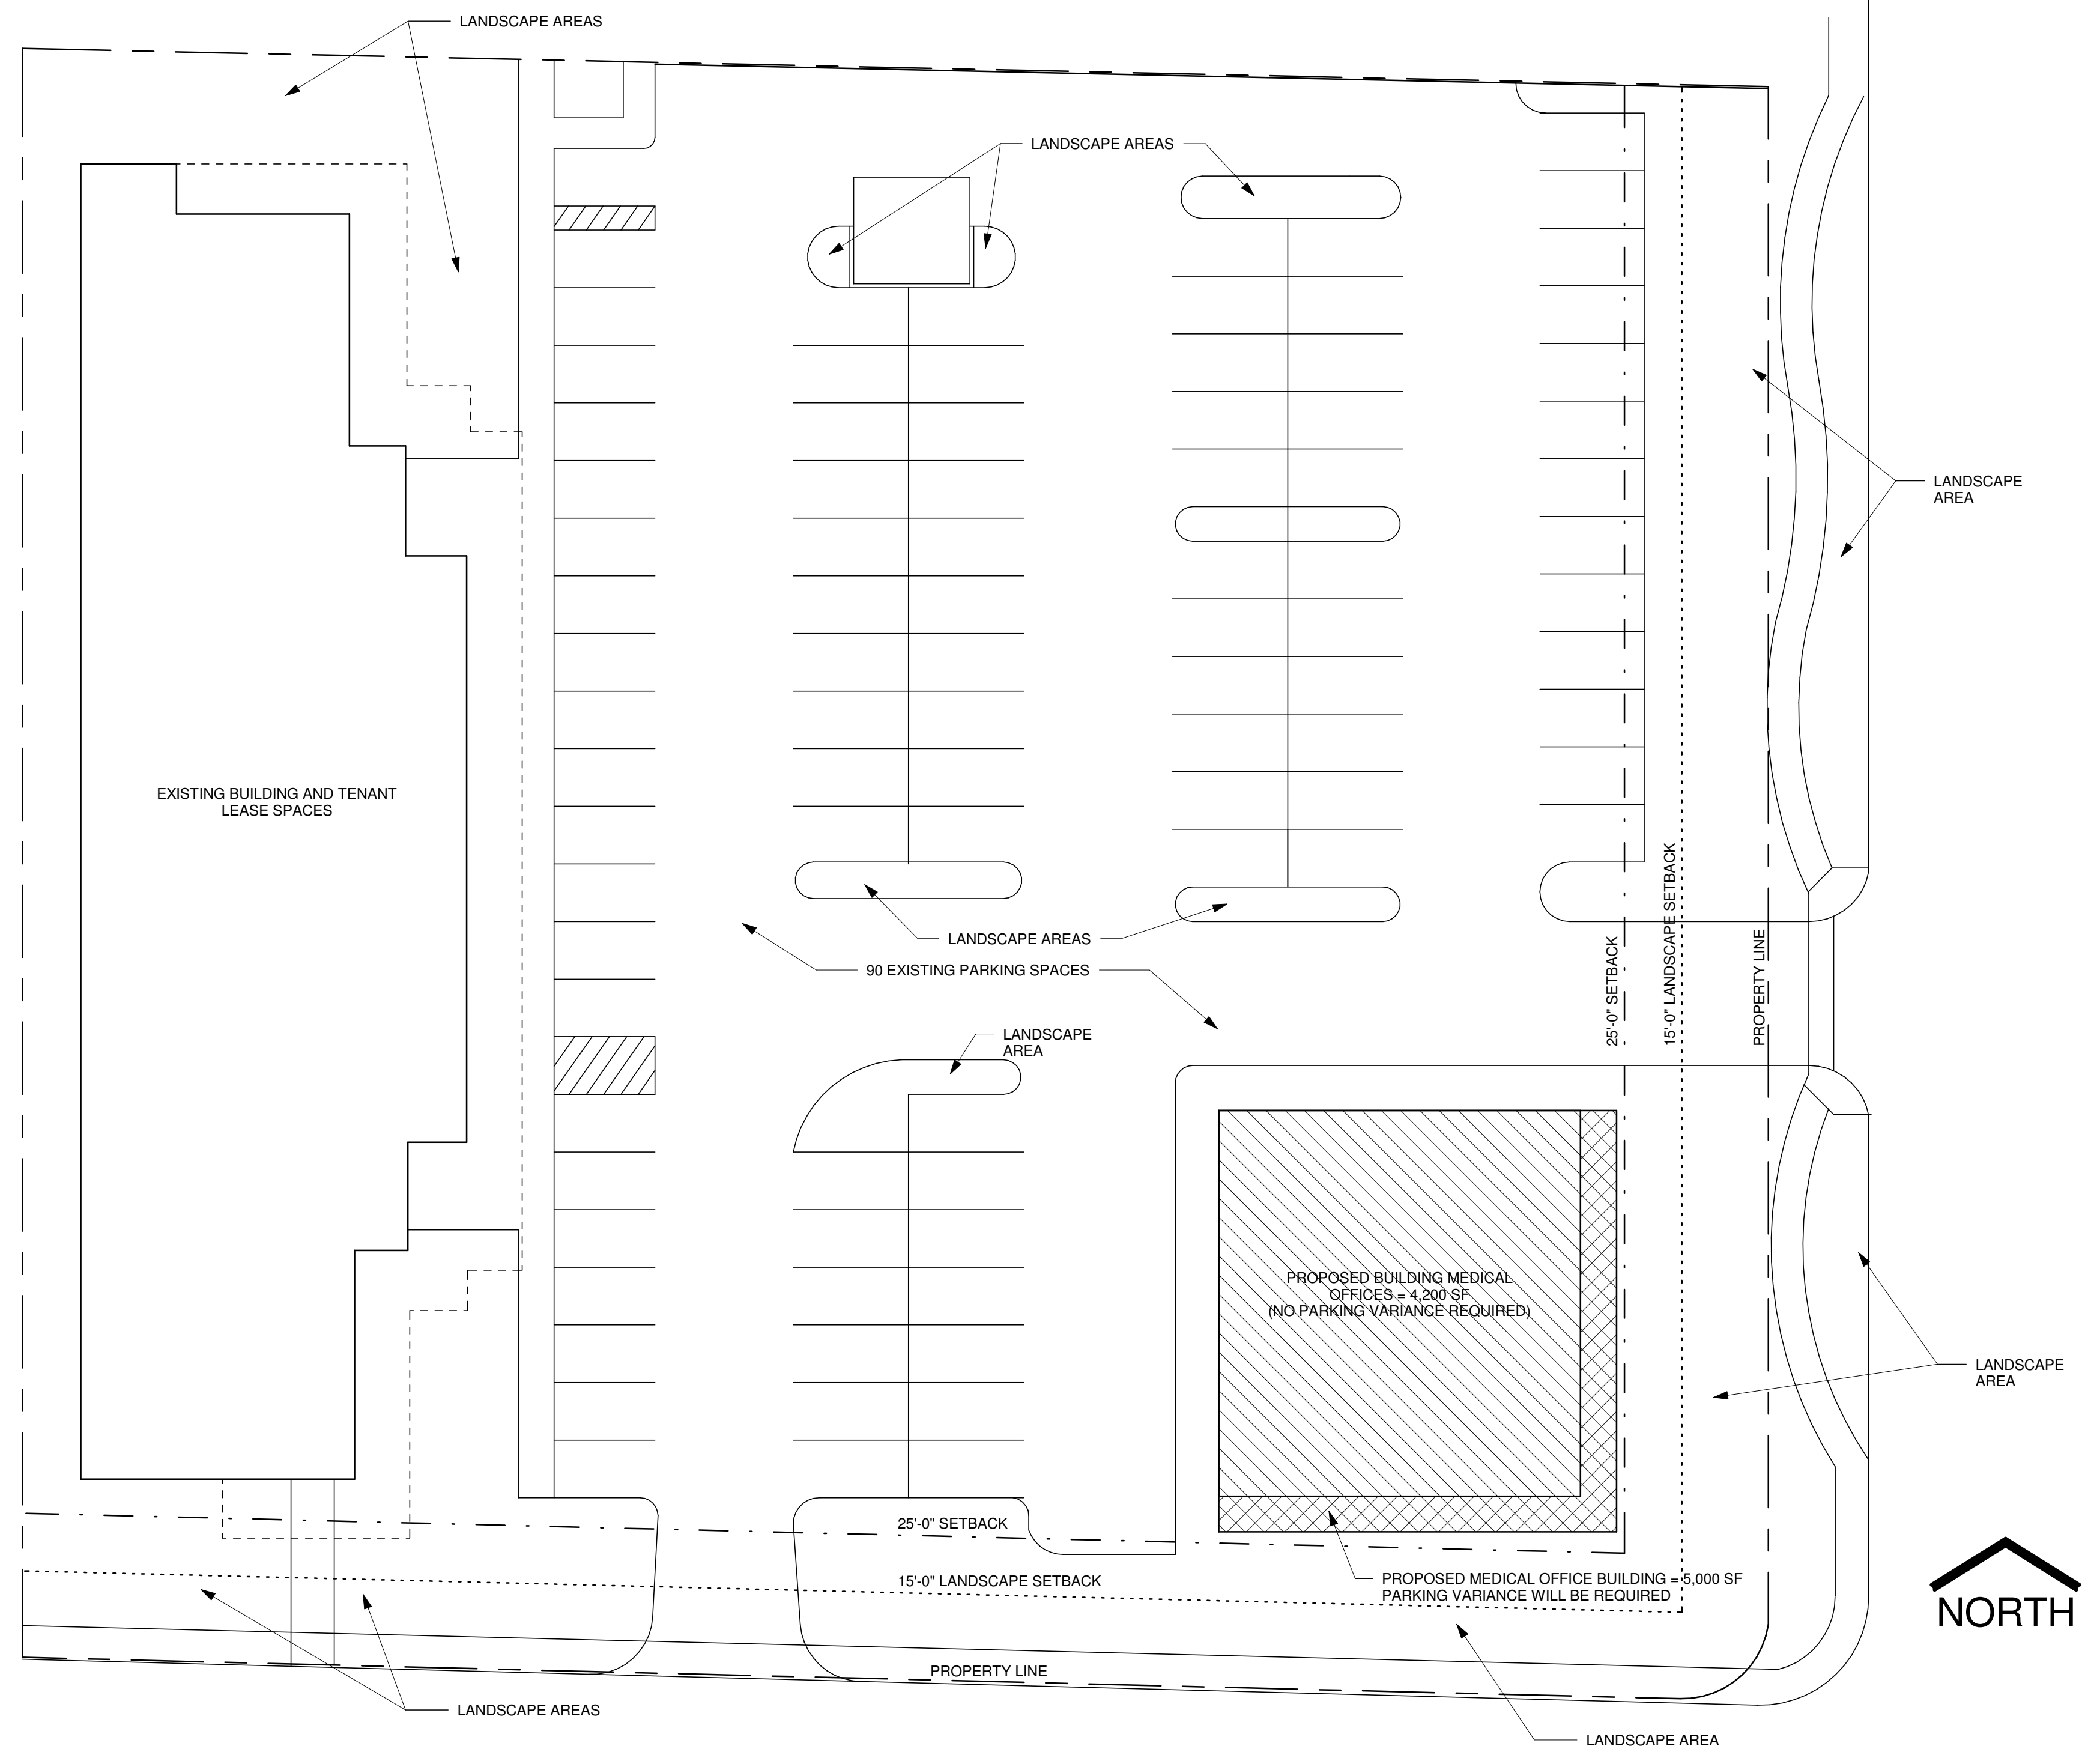 LANDSCAPE AREAS
LANDSCAPE AREAS
LANDSCAPE
AREA
EXISTING BUILDING AND TENANT
LEASE SPACES
LANDSCAPE AREAS
90 EXISTING PARKING SPACES
25'-0" SETBACK
15'-0" LANDSCAPE SETBACK
PROPERTY LINE
LANDSCAPE
AREA
PROPOSED BUILDING MEDICAL
OFFICES = 4,200 SF
(NO PARKING VARIANCE REQUIRED)
LANDSCAPE
AREA
25'-0" SETBACK
15'-0" LANDSCAPE SETBACK
PROPOSED MEDICAL OFFICE BUILDING = 5,000 SF
PARKING VARIANCE WILL BE REQUIRED
NORTH
PROPERTY LINE
LANDSCAPE AREAS
LANDSCAPE AREA